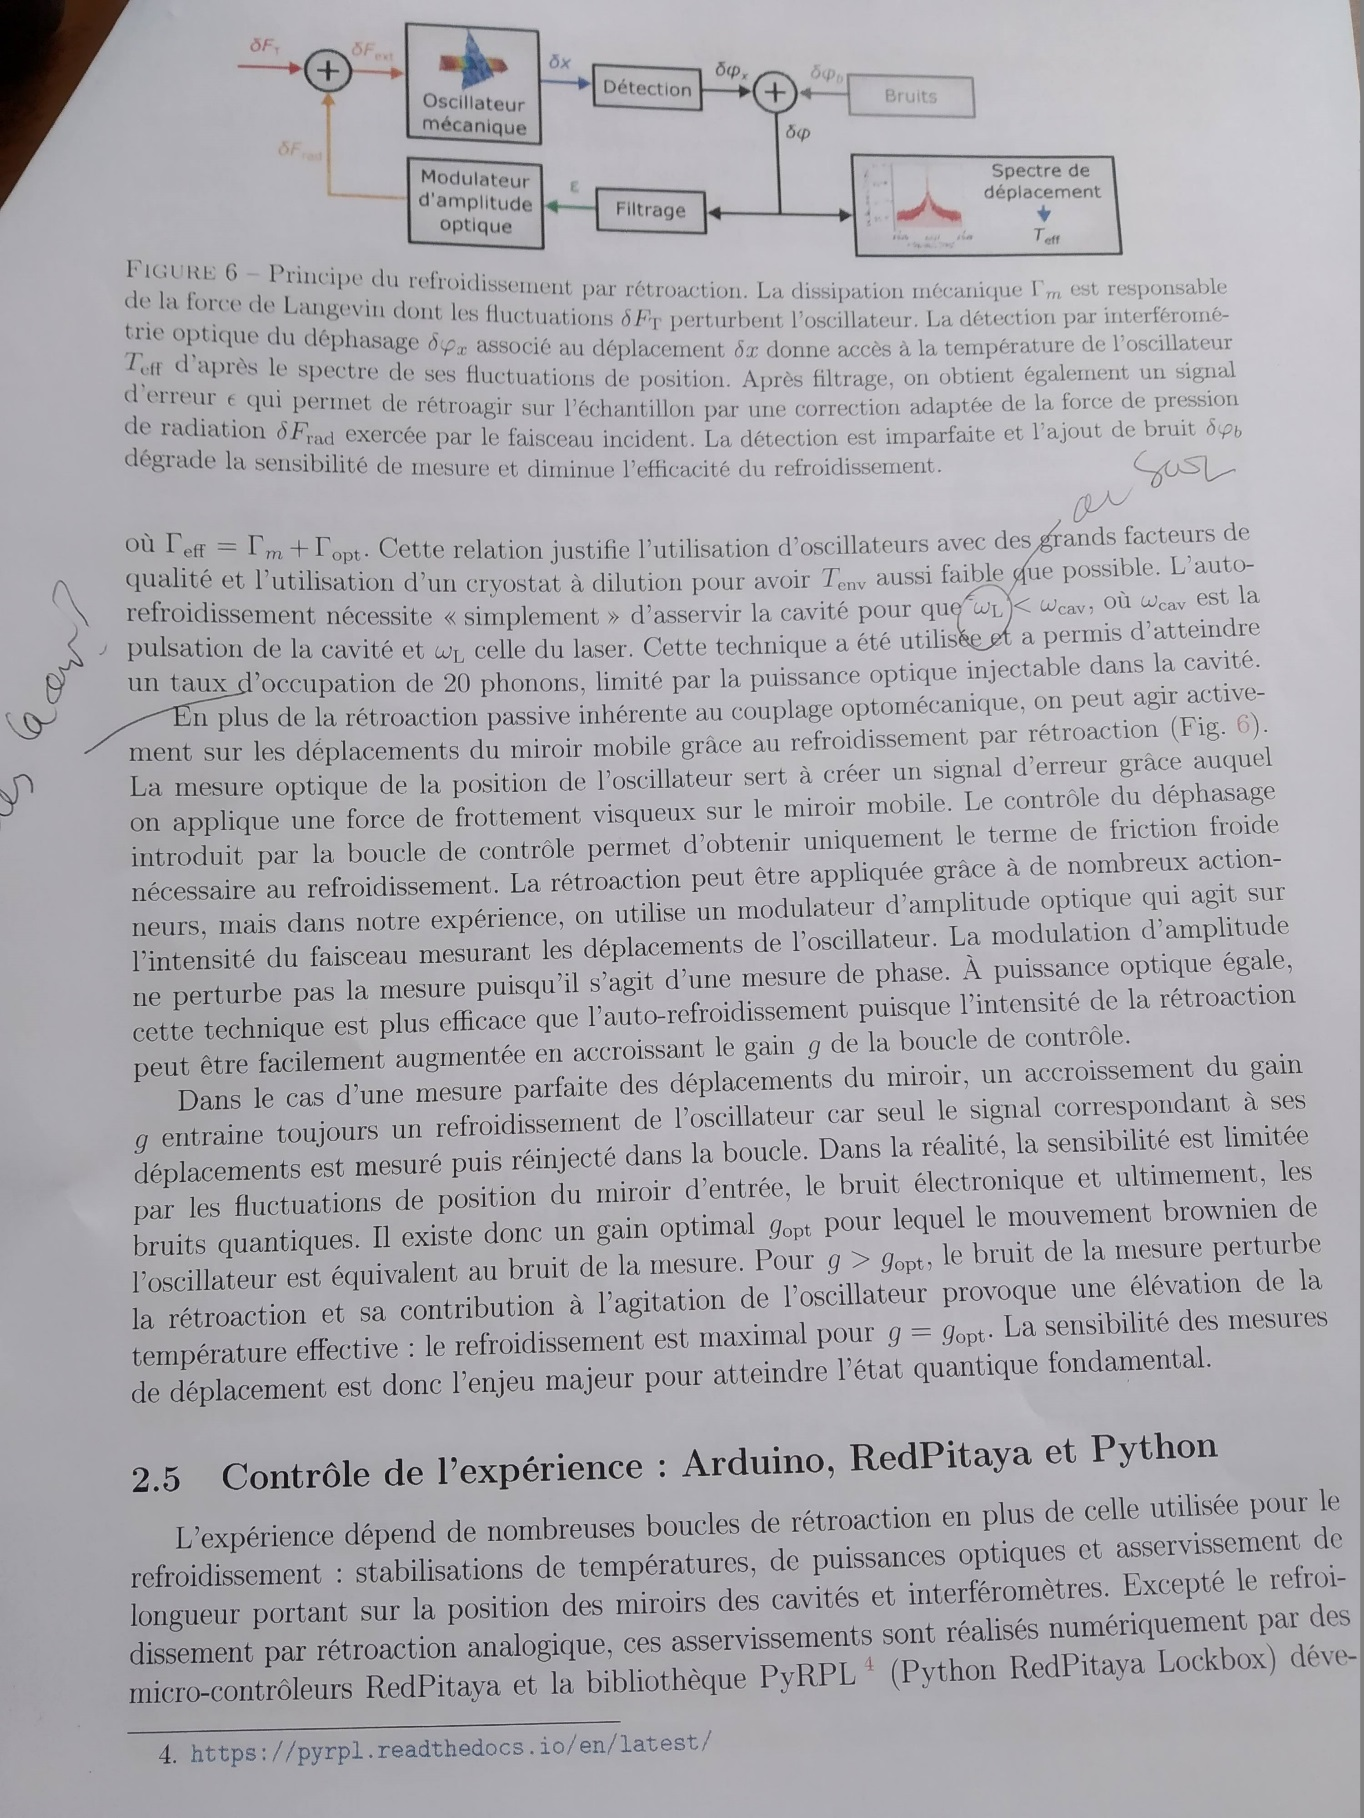 δF_T
δF_ext
Oscillateur
mécanique
δx
Détection
δφ_x
δφ_b
Bruits
δφ
δF_rad
Modulateur
d'amplitude
optique
ε
Filtrage
Spectre de
déplacement
T_eff
FIGURE 6 – Principe du refroidissement par rétroaction. La dissipation mécanique Γ_m est responsable
de la force de Langevin dont les fluctuations δF_T perturbent l'oscillateur. La détection par interféromé-
trie optique du déphasage δφ_x associé au déplacement δx donne accès à la température de l'oscillateur
T_eff d'après le spectre de ses fluctuations de position. Après filtrage, on obtient également un signal
d'erreur ϵ qui permet de rétroagir sur l'échantillon par une correction adaptée de la force de pression
de radiation δF_rad exercée par le faisceau incident. La détection est imparfaite et l'ajout de bruit δφ_b
dégrade la sensibilité de mesure et diminue l'efficacité du refroidissement.
où Γ_eff = Γ_m + Γ_opt. Cette relation justifie l'utilisation d'oscillateurs avec des grands facteurs de
qualité et l'utilisation d'un cryostat à dilution pour avoir T_env aussi faible que possible. L'auto-
refroidissement nécessite « simplement » d'asservir la cavité pour que ω_L < ω_cav, où ω_cav est la
pulsation de la cavité et ω_L celle du laser. Cette technique a été utilisée et a permis d'atteindre
un taux d'occupation de 20 phonons, limité par la puissance optique injectable dans la cavité.
En plus de la rétroaction passive inhérente au couplage optomécanique, on peut agir active-
ment sur les déplacements du miroir mobile grâce au refroidissement par rétroaction (Fig. 6).
La mesure optique de la position de l'oscillateur sert à créer un signal d'erreur grâce auquel
on applique une force de frottement visqueux sur le miroir mobile. Le contrôle du déphasage
introduit par la boucle de contrôle permet d'obtenir uniquement le terme de friction froide
nécessaire au refroidissement. La rétroaction peut être appliquée grâce à de nombreux action-
neurs, mais dans notre expérience, on utilise un modulateur d'amplitude optique qui agit sur
l'intensité du faisceau mesurant les déplacements de l'oscillateur. La modulation d'amplitude
ne perturbe pas la mesure puisqu'il s'agit d'une mesure de phase. À puissance optique égale,
cette technique est plus efficace que l'auto-refroidissement puisque l'intensité de la rétroaction
peut être facilement augmentée en accroissant le gain g de la boucle de contrôle.
Dans le cas d'une mesure parfaite des déplacements du miroir, un accroissement du gain
g entraine toujours un refroidissement de l'oscillateur car seul le signal correspondant à ses
déplacements est mesuré puis réinjecté dans la boucle. Dans la réalité, la sensibilité est limitée
par les fluctuations de position du miroir d'entrée, le bruit électronique et ultimement, les
bruits quantiques. Il existe donc un gain optimal g_opt pour lequel le mouvement brownien de
l'oscillateur est équivalent au bruit de la mesure. Pour g > g_opt, le bruit de la mesure perturbe
la rétroaction et sa contribution à l'agitation de l'oscillateur provoque une élévation de la
température effective : le refroidissement est maximal pour g = g_opt. La sensibilité des mesures
de déplacement est donc l'enjeu majeur pour atteindre l'état quantique fondamental.
2.5 Contrôle de l'expérience : Arduino, RedPitaya et Python
L'expérience dépend de nombreuses boucles de rétroaction en plus de celle utilisée pour le
refroidissement : stabilisations de températures, de puissances optiques et asservissement de
longueur portant sur la position des miroirs des cavités et interféromètres. Excepté le refroi-
dissement par rétroaction analogique, ces asservissements sont réalisés numériquement par des
micro-contrôleurs RedPitaya et la bibliothèque PyRPL 4 (Python RedPitaya Lockbox) déve-
4. https://pyrpl.readthedocs.io/en/latest/